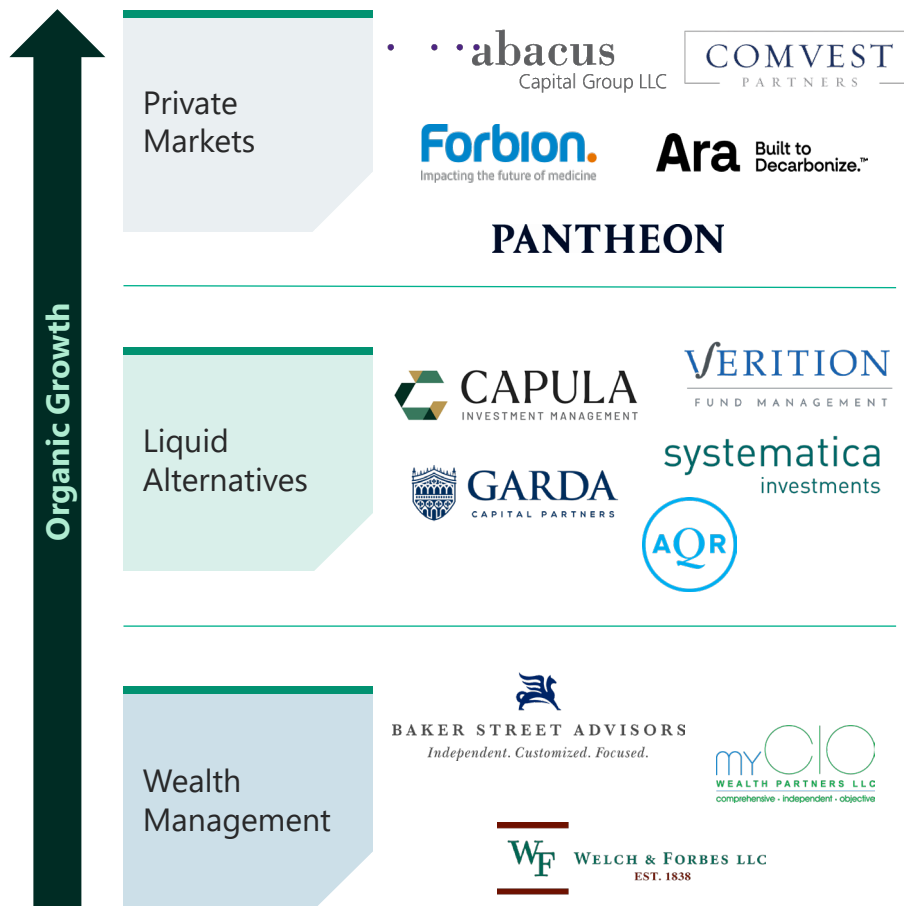 Organic Growth
Private
Markets
abacus
Capital Group LLC
COMVEST
PARTNERS
Forbion.
Impacting the future of medicine
Ara
Built to
Decarbonize.™
PANTHEON
Liquid
Alternatives
CAPULA
INVESTMENT MANAGEMENT
VERITION
FUND MANAGEMENT
GARDA
CAPITAL PARTNERS
systematica
investments
AQR
Wealth
Management
BAKER STREET ADVISORS
Independent. Customized. Focused.
myCIO
WEALTH PARTNERS LLC
comprehensive - independent - objective
WF
WELCH & FORBES LLC
EST. 1838